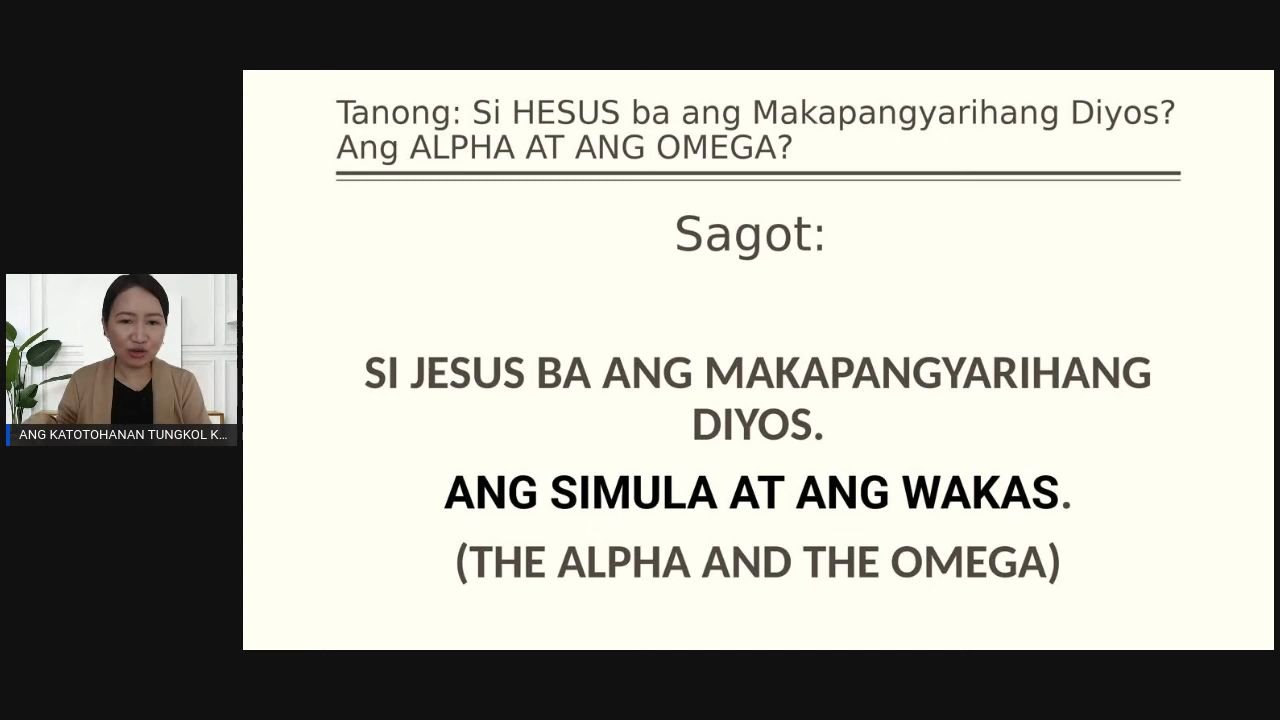 Tanong: Si HESUS ba ang Makapangyarihang Diyos?
Ang ALPHA AT ANG OMEGA?
Sagot:
SI JESUS BA ANG MAKAPANGYARIHANG
DIYOS.
ANG SIMULA AT ANG WAKAS.
(THE ALPHA AND THE OMEGA)
ANG KATOTOHANAN TUNGKOL K...